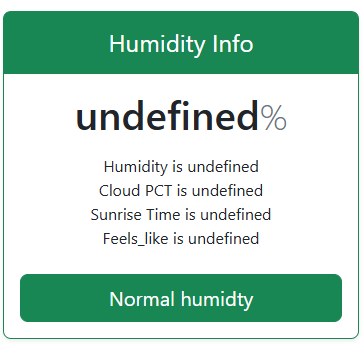 Humidity Info
undefined%
Humidity is undefined
Cloud PCT is undefined
Sunrise Time is undefined
Feels_like is undefined
Normal humidty